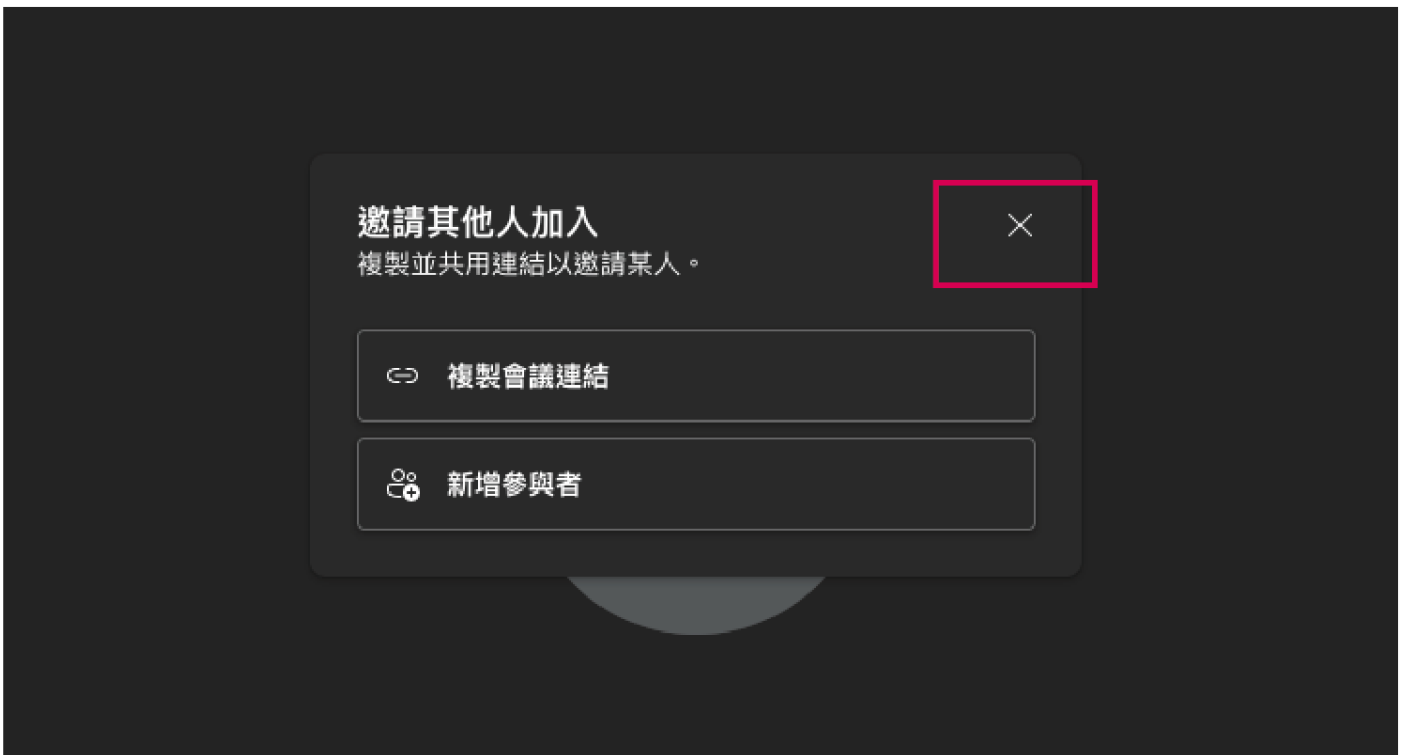 邀請其他人加入
複製並共用連結以邀請某人。
複製會議連結
新增參與者